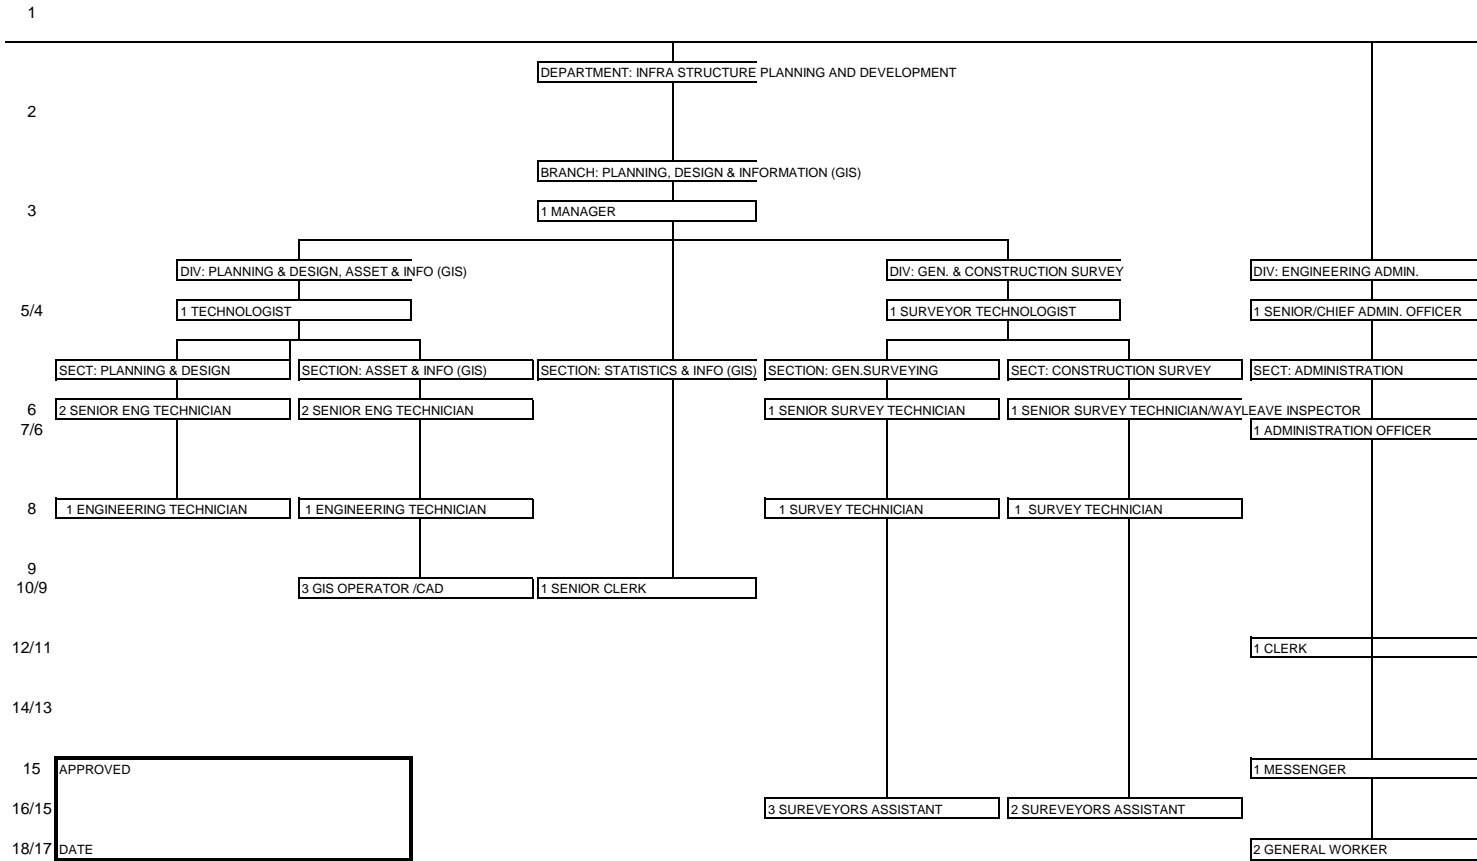 1
DEPARTMENT: INFRA STRUCTURE PLANNING AND DEVELOPMENT
2
BRANCH: PLANNING, DESIGN & INFORMATION (GIS)
3 1 MANAGER
DIV: PLANNING & DESIGN, ASSET & INFO (GIS) DIV: GEN. & CONSTRUCTION SURVEY DIV: ENGINEERING ADMIN.
5/4 1 TECHNOLOGIST 1 SURVEYOR TECHNOLOGIST 1 SENIOR/CHIEF ADMIN. OFFICER
SECT: PLANNING & DESIGN SECTION: ASSET & INFO (GIS) SECTION: STATISTICS & INFO (GIS) SECTION: GEN.SURVEYING SECT: CONSTRUCTION SURVEY SECT: ADMINISTRATION
6 2 SENIOR ENG TECHNICIAN 2 SENIOR ENG TECHNICIAN 1 SENIOR SURVEY TECHNICIAN 1 SENIOR SURVEY TECHNICIAN/WAYLEAVE INSPECTOR
7/6 1 ADMINISTRATION OFFICER
8 1 ENGINEERING TECHNICIAN 1 ENGINEERING TECHNICIAN 1 SURVEY TECHNICIAN 1 SURVEY TECHNICIAN
9
10/9 3 GIS OPERATOR /CAD 1 SENIOR CLERK
12/11 1 CLERK
14/13
15 APPROVED 1 MESSENGER
16/15 3 SUREVEYORS ASSISTANT 2 SUREVEYORS ASSISTANT
18/17 DATE 2 GENERAL WORKER